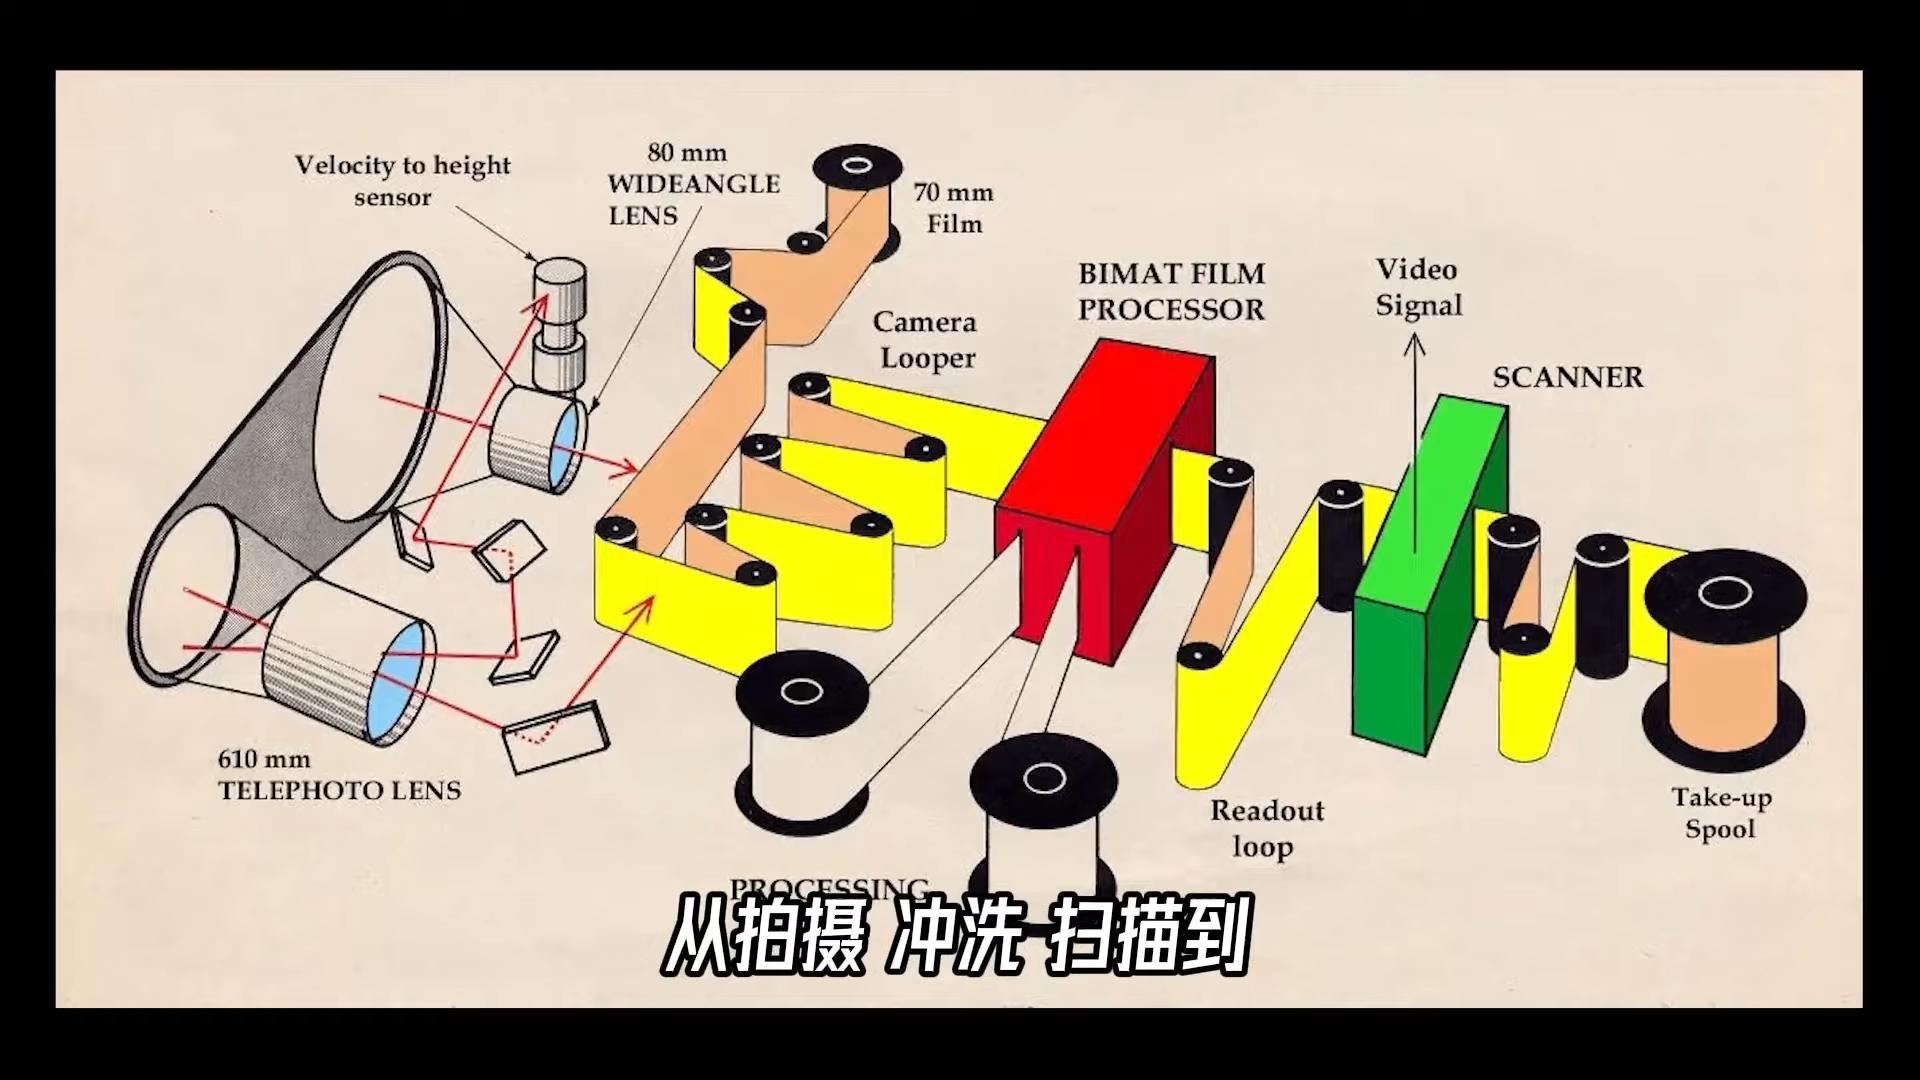 Velocity to height
sensor
80 mm
WIDEANGLE
LENS
70 mm
Film
Camera
Looper
BIMAT FILM
PROCESSOR
Video
Signal
SCANNER
610 mm
TELEPHOTO LENS
Readout
loop
Take-up
Spool
PROCESSING
从拍摄 冲洗 扫描到